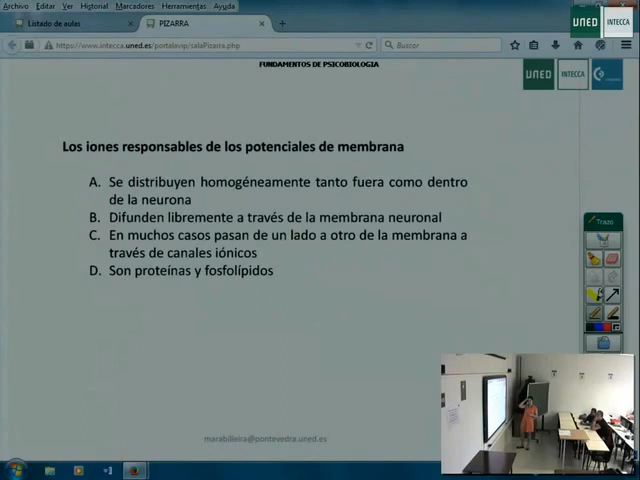 Archivo Editar Ver Historial Marcadores Herramientas Ayuda
Listado de aulas
PIZARRA
https://www.intecca.uned.es/portalavip/salaPizarra.php
Buscar
UNED
INTECCA
FUNDAMENTOS DE PSICOBIOLOGIA
UNED
INTECCA
Los iones responsables de los potenciales de membrana
A. Se distribuyen homogéneamente tanto fuera como dentro
de la neurona
B. Difunden libremente a través de la membrana neuronal
C. En muchos casos pasan de un lado a otro de la membrana a
través de canales iónicos
D. Son proteínas y fosfolípidos
Trazo
marabilleira@pontevedra.uned.es